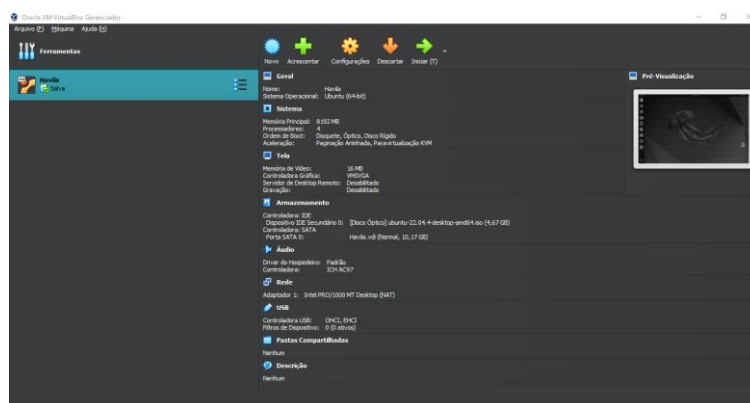 Oracle VM VirtualBox Gerenciador
Arquivo (F) Máquina Ajuda (H)
Ferramentas
Novo Acrescentar Configurações Descartar Iniciar (T)
Havila
Salva
Geral
Nome: Havila
Sistema Operacional: Ubuntu (64-bit)
Sistema
Memória Principal: 8192 MB
Processadores: 4
Ordem de Boot: Disquete, Óptico, Disco Rígido
Aceleração: Paginação Aninhada, Paravirtualização KVM
Tela
Memória de Vídeo: 16 MB
Controladora Gráfica: VMSVGA
Servidor de Desktop Remoto: Desabilitado
Gravação: Desabilitado
Armazenamento
Controladora: IDE
Dispositivo IDE Secundário 0: [Disco Óptico] ubuntu-22.04.4-desktop-amd64.iso (4,67 GB)
Controladora: SATA
Porta SATA 0: Havila.vdi (Normal, 10,17 GB)
Áudio
Driver do Hospedeiro: Padrão
Controladora: ICH AC97
Rede
Adaptador 1: Intel PRO/1000 MT Desktop (NAT)
USB
Controladora USB: OHCI, EHCI
Filtros de Dispositivo: 0 (0 ativos)
Pastas Compartilhadas
Nenhum
Descrição
Nenhum
Pré-Visualização